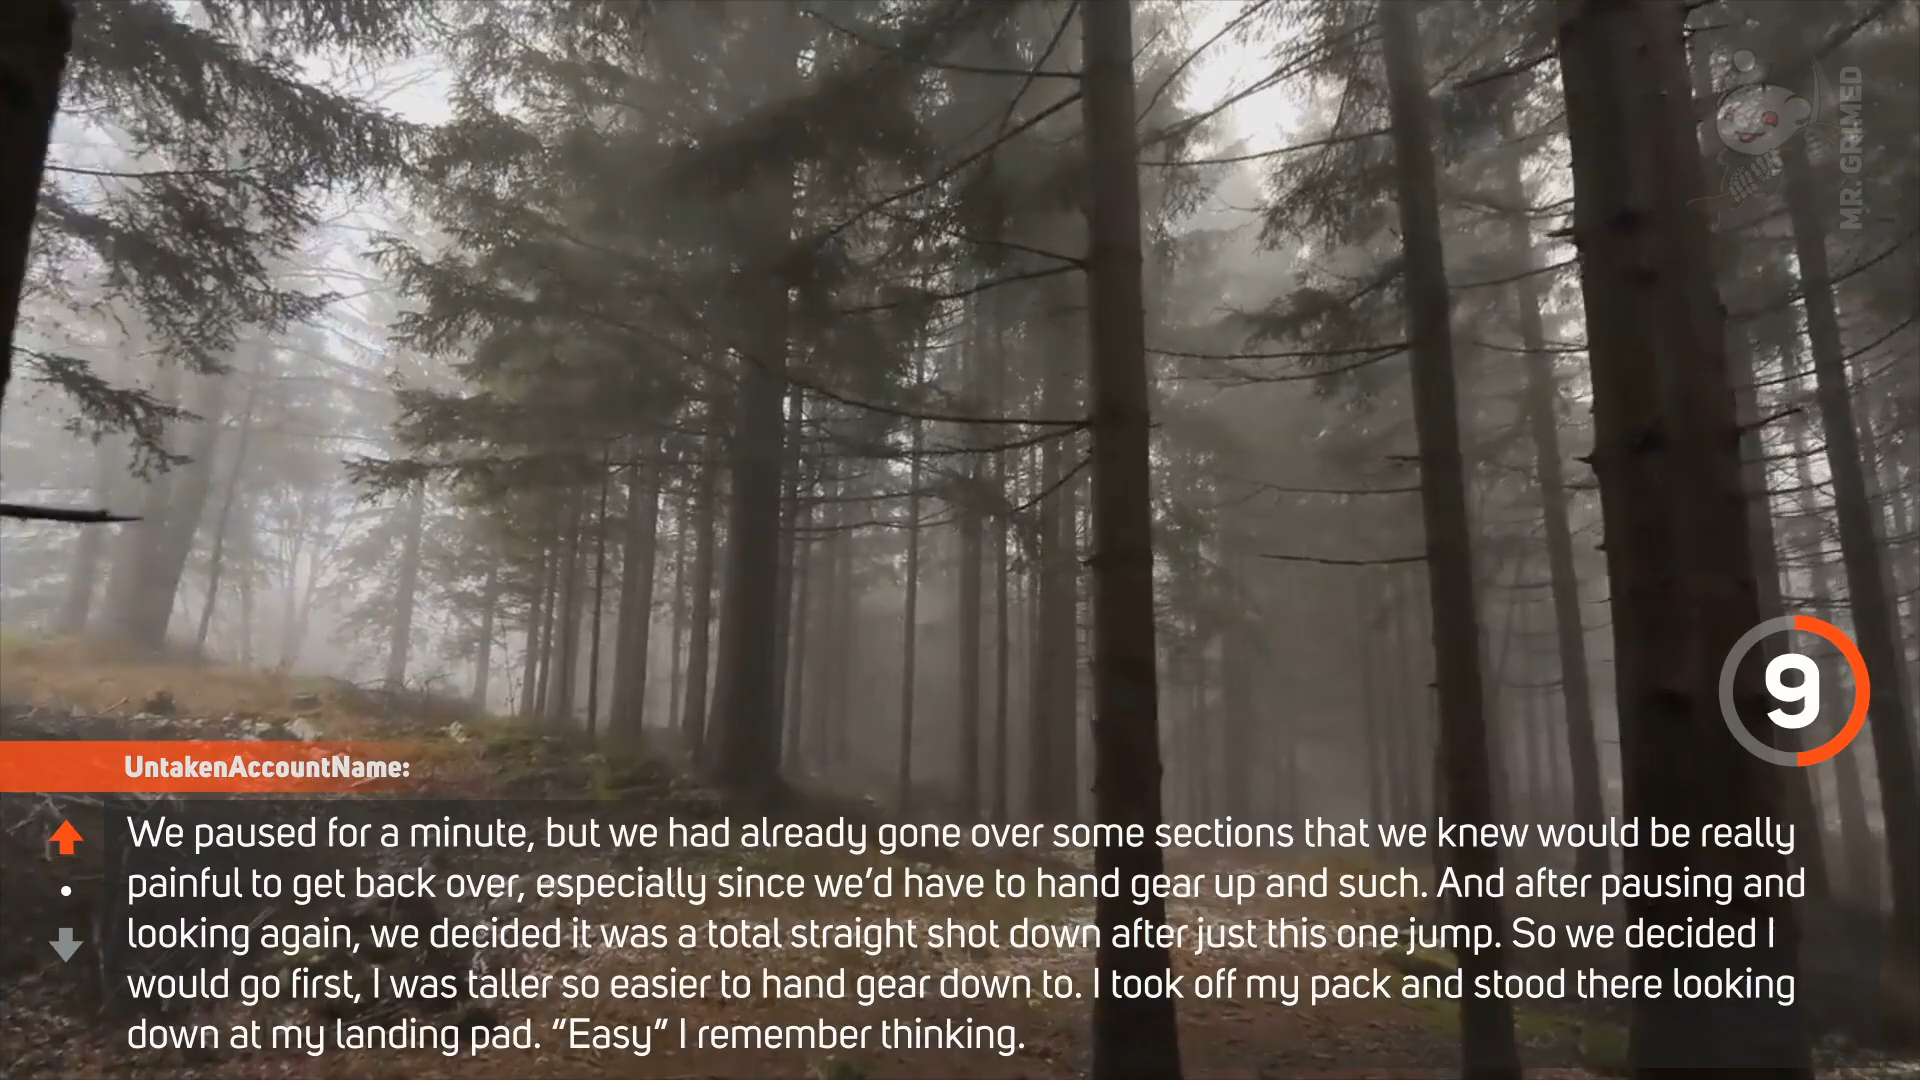 MR. GRIMED
9
UntakenAccountName:
We paused for a minute, but we had already gone over some sections that we knew would be really
painful to get back over, especially since we’d have to hand gear up and such. And after pausing and
looking again, we decided it was a total straight shot down after just this one jump. So we decided I
would go first, I was taller so easier to hand gear down to. I took off my pack and stood there looking
down at my landing pad. “Easy” I remember thinking.